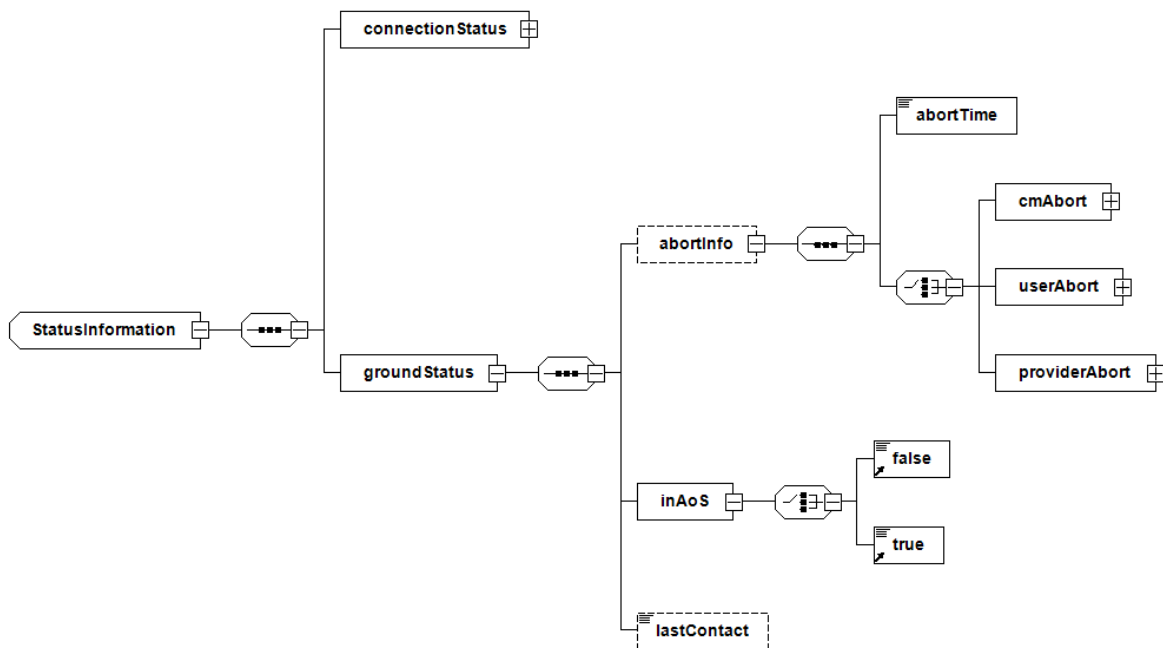 connectionStatus
abortTime
cmAbort
abortInfo
userAbort
StatusInformation
groundStatus
providerAbort
false
inAoS
true
lastContact